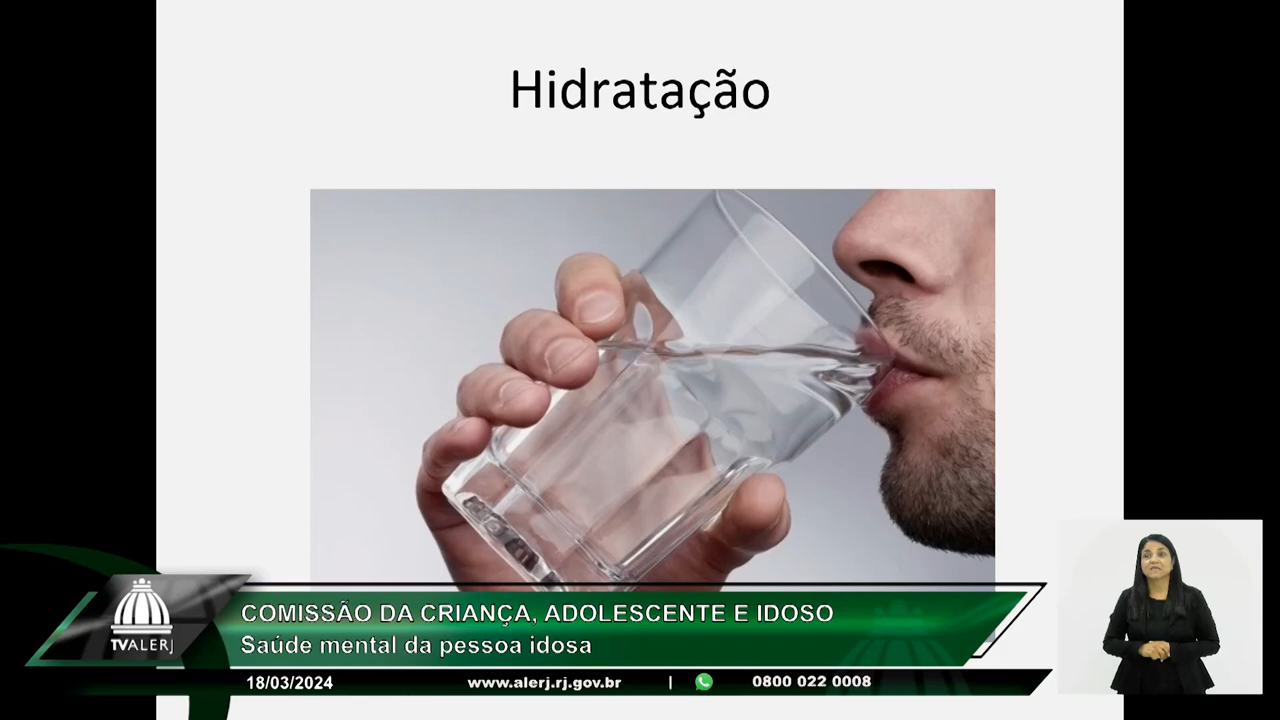 Hidratação
COMISSÃO DA CRIANÇA, ADOLESCENTE E IDOSO
Saúde mental da pessoa idosa
TVALERJ
18/03/2024 www.alerj.rj.gov.br | 0800 022 0008